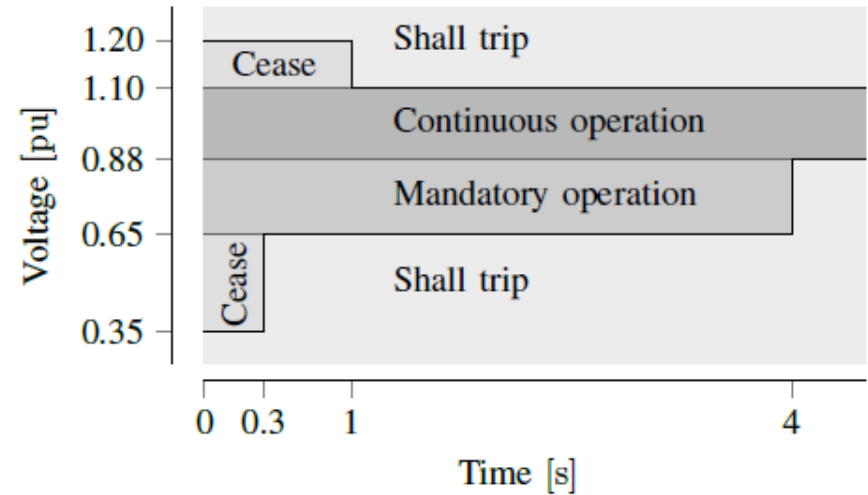 1.20
Shall trip
Cease
1.10
Continuous operation
0.88
Mandatory operation
0.65
Cease
Shall trip
0.35
Voltage [pu]
0 0.3 1 4
Time [s]